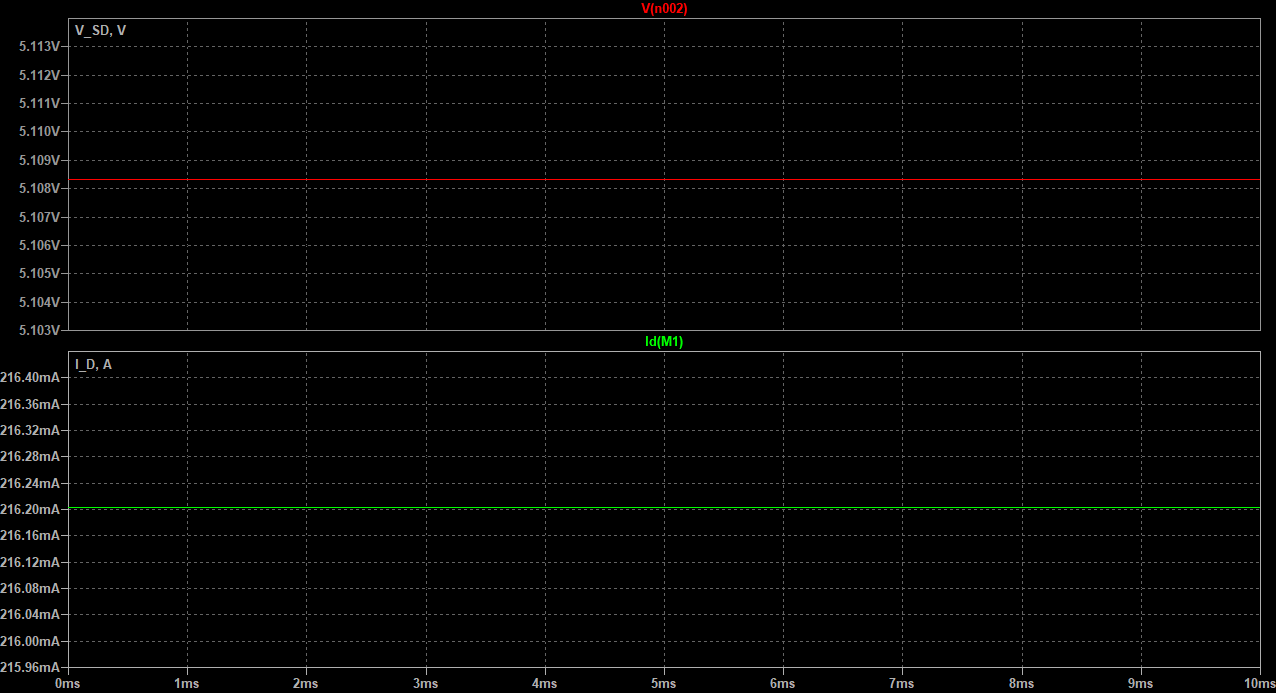 V(n002)
V_SD, V
5.113V
5.112V
5.111V
5.110V
5.109V
5.108V
5.107V
5.106V
5.105V
5.104V
5.103V
Id(M1)
I_D, A
216.40mA
216.36mA
216.32mA
216.28mA
216.24mA
216.20mA
216.16mA
216.12mA
216.08mA
216.04mA
216.00mA
215.96mA
0ms 1ms 2ms 3ms 4ms 5ms 6ms 7ms 8ms 9ms 10ms